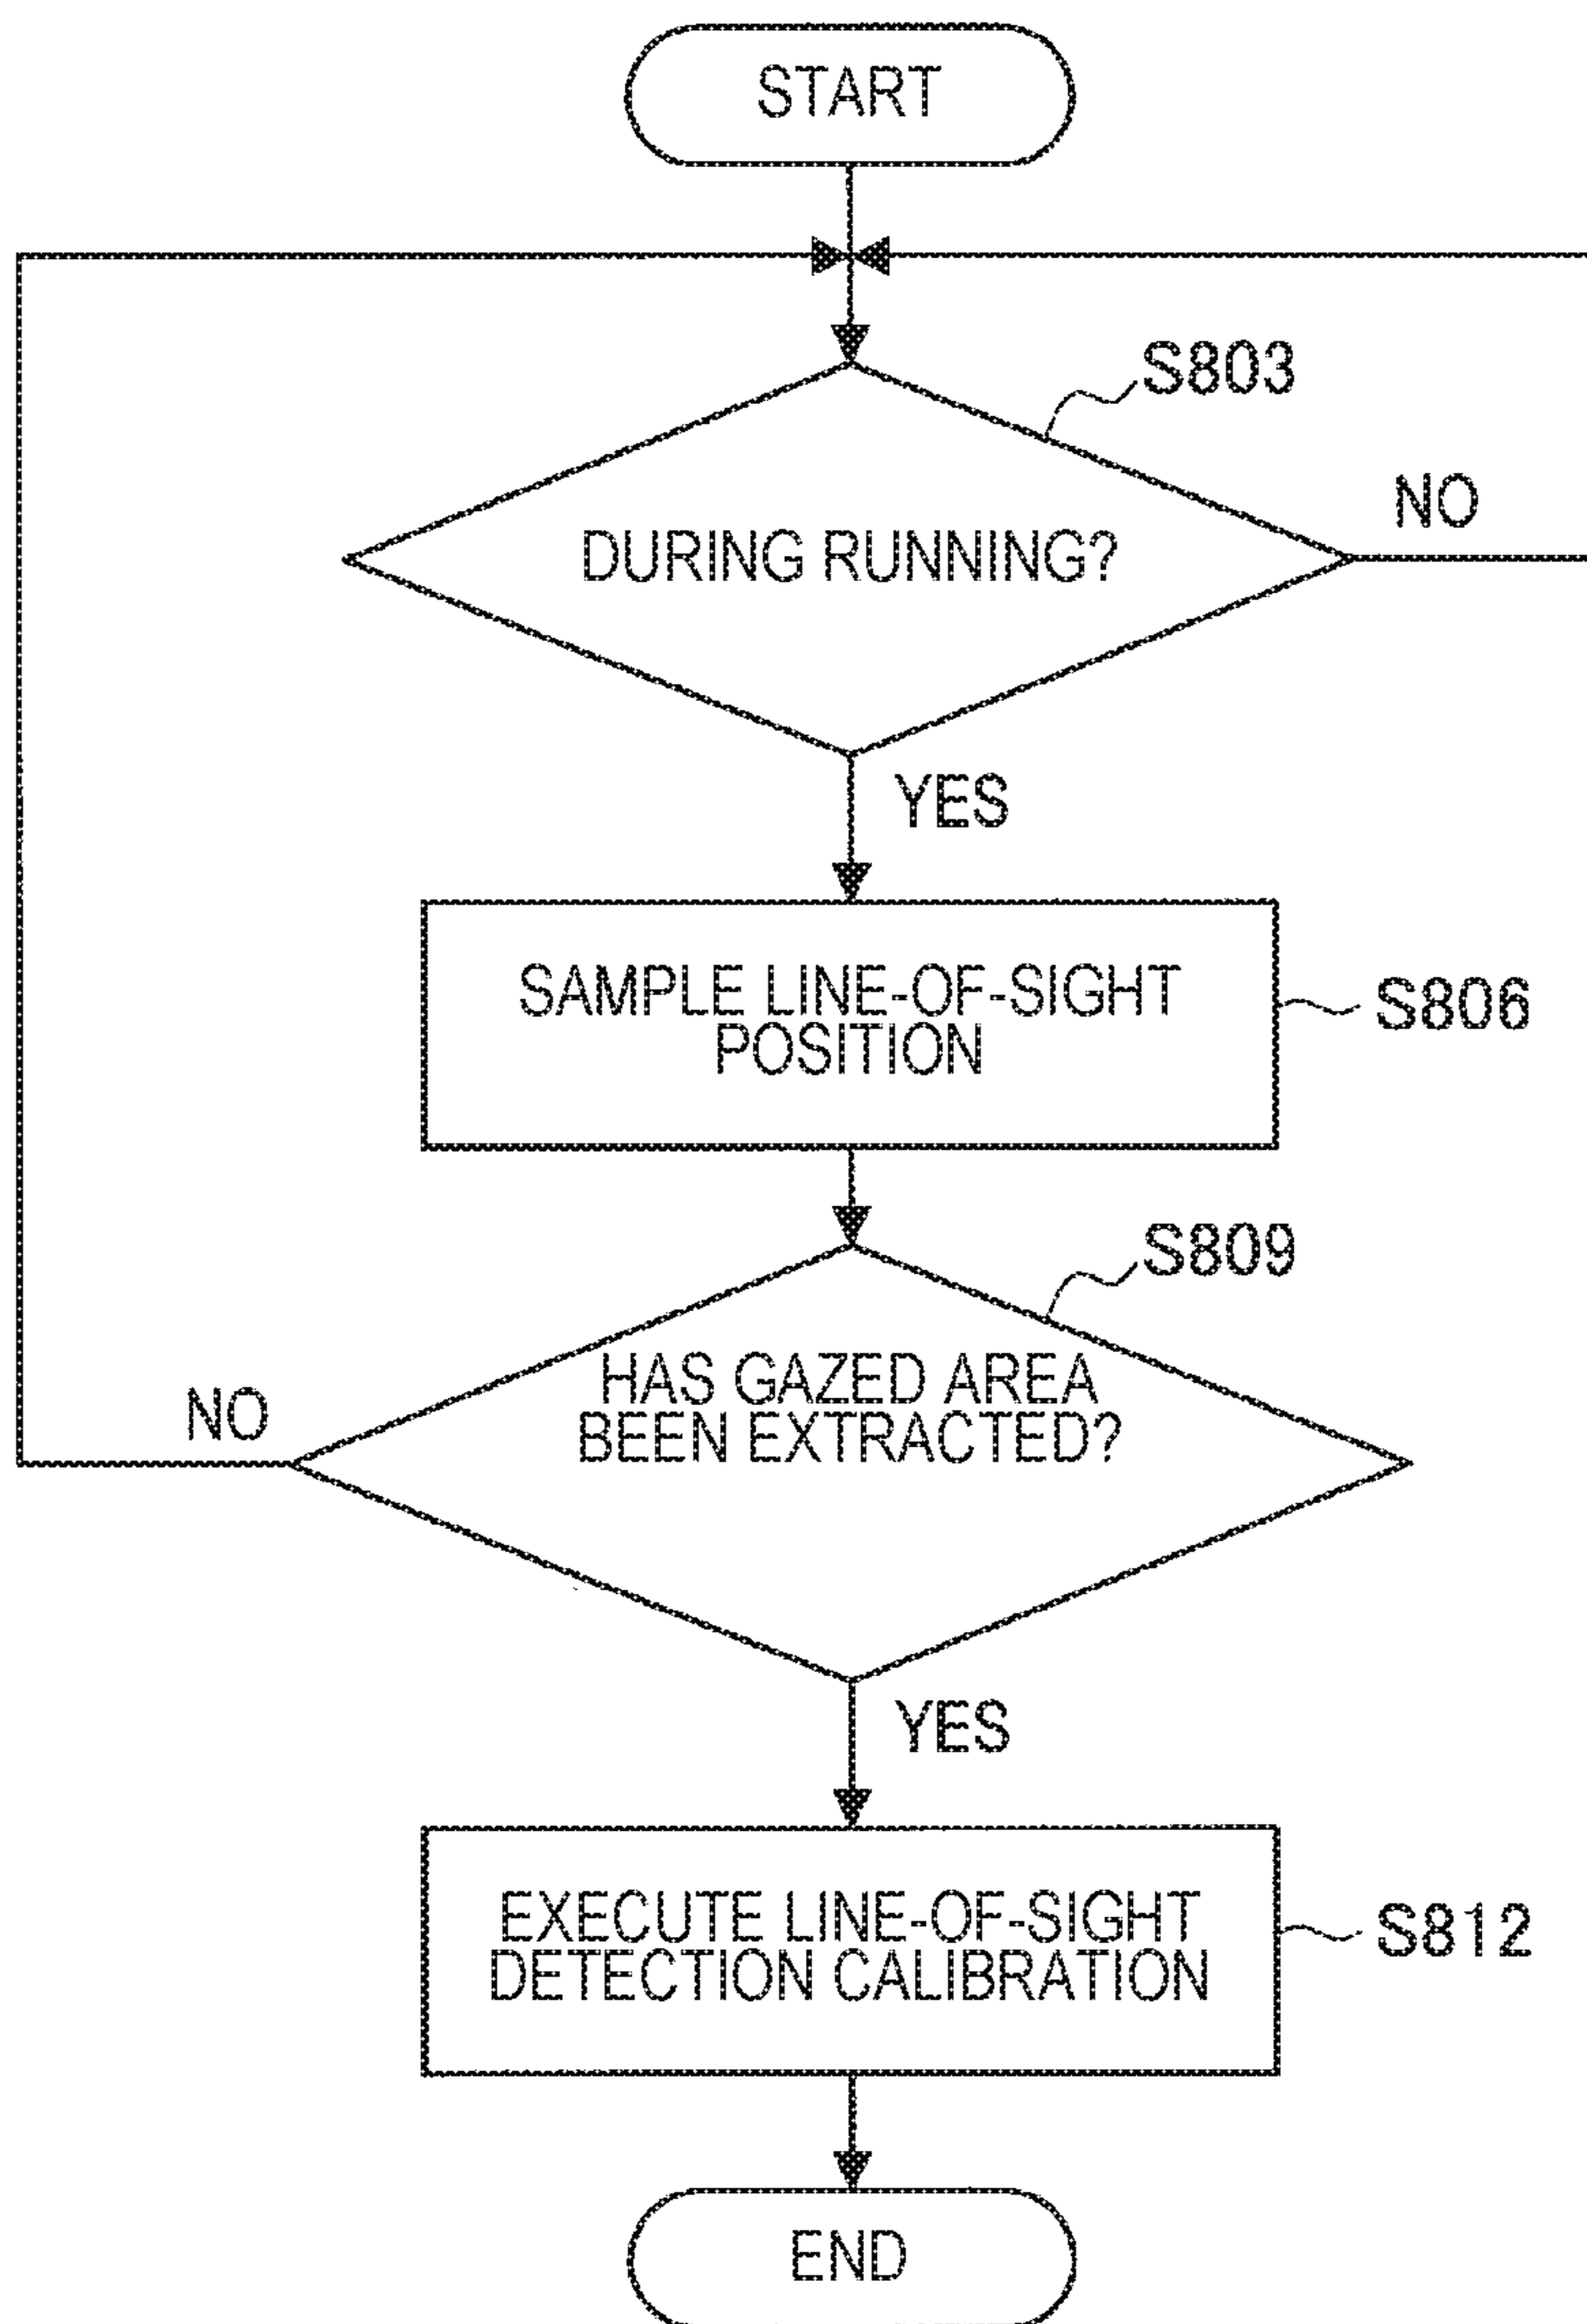 START
S803
DURING RUNNING?
NO
YES
SAMPLE LINE-OF-SIGHT
POSITION
S806
S809
HAS GAZED AREA
BEEN EXTRACTED?
NO
YES
EXECUTE LINE-OF-SIGHT
DETECTION CALIBRATION
S812
END